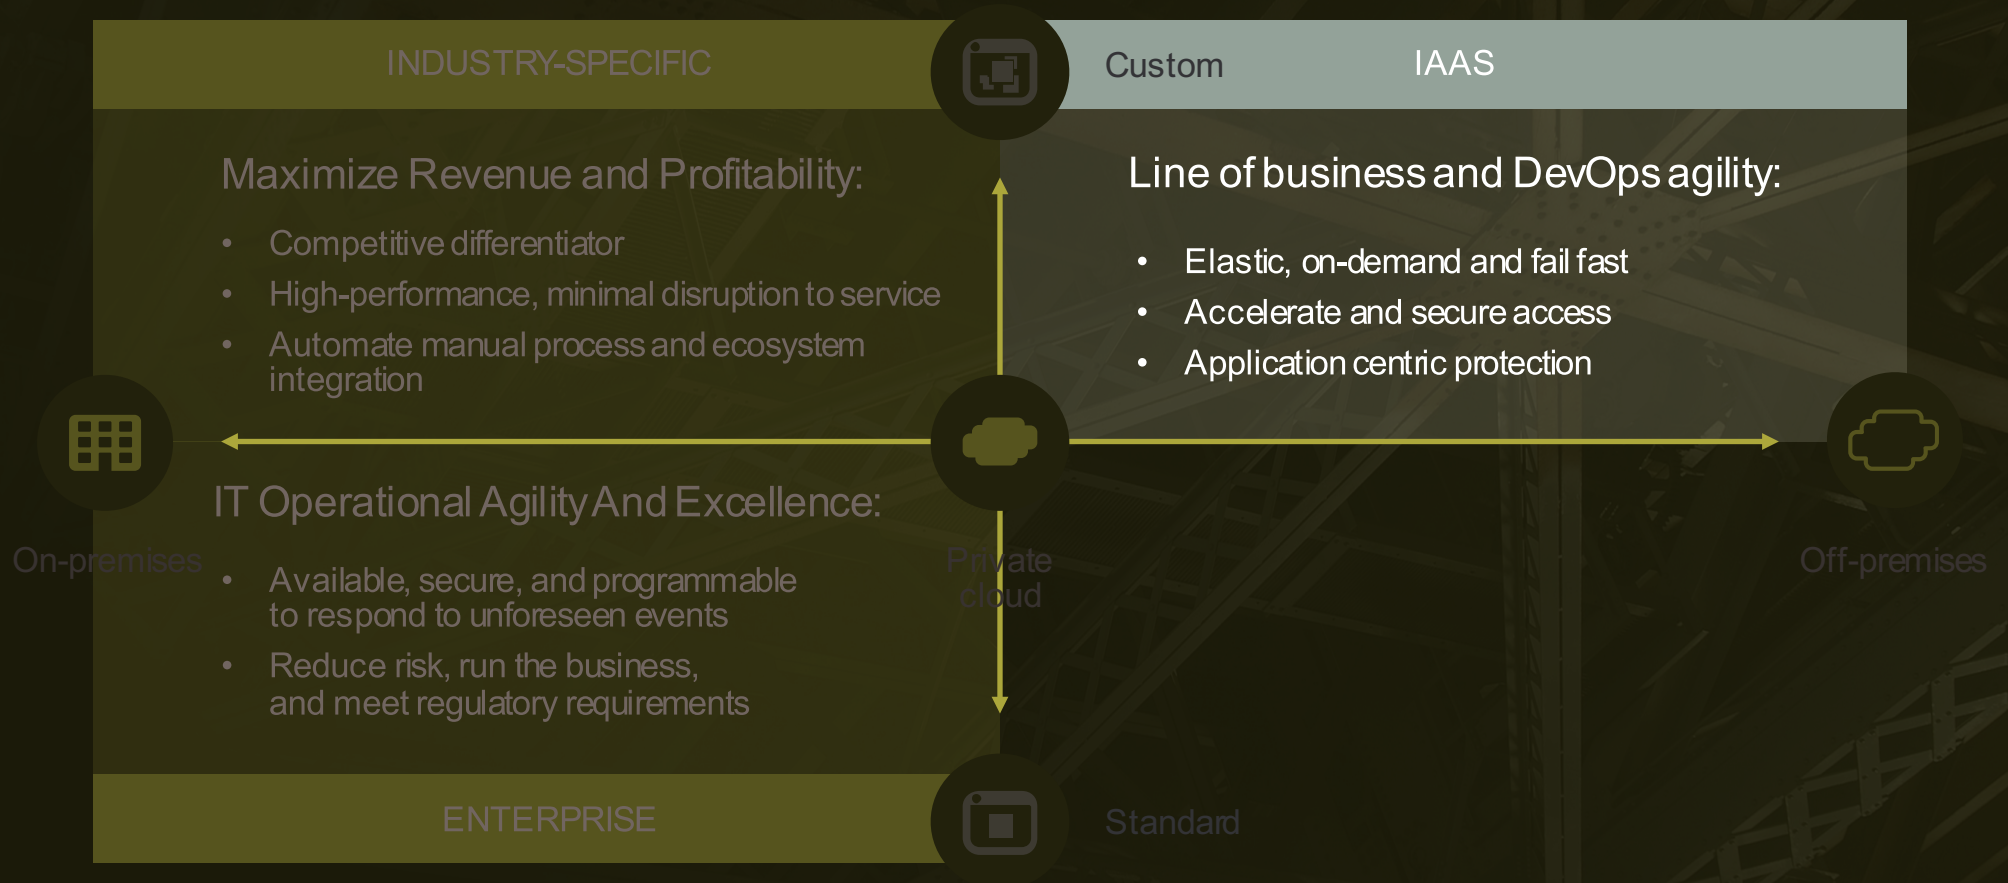 INDUSTRY-SPECIFIC
Custom
IAAS
Maximize Revenue and Profitability:
• Competitive differentiator
• High-performance, minimal disruption to service
• Automate manual process and ecosystem
integration
Line of business and DevOps agility:
• Elastic, on-demand and fail fast
• Accelerate and secure access
• Application centric protection
On-premises
Private
cloud
Off-premises
IT Operational Agility And Excellence:
• Available, secure, and programmable
to respond to unforeseen events
• Reduce risk, run the business,
and meet regulatory requirements
ENTERPRISE
Standard